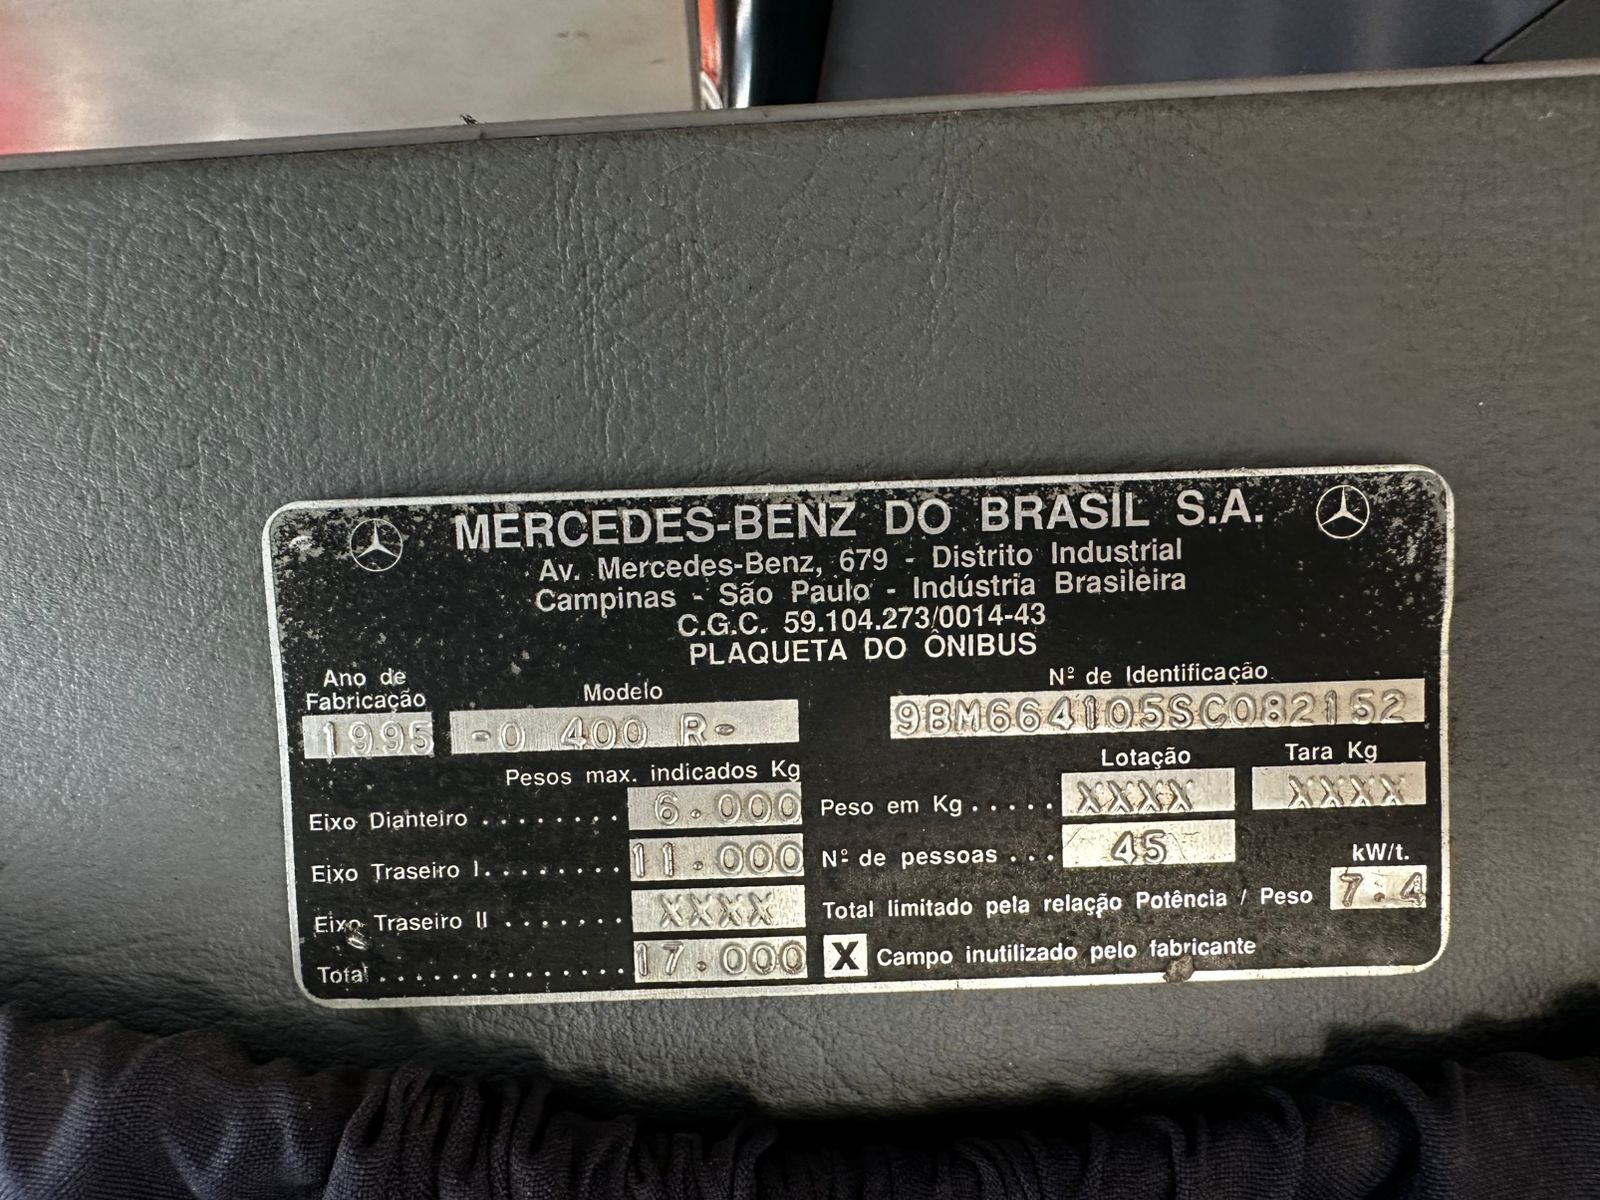 MERCEDES-BENZ DO BRASIL S.A.
Av. Mercedes-Benz, 679 - Distrito Industrial
Campinas - São Paulo - Indústria Brasileira
C.G.C. 59.104.273/0014-43
PLAQUETA DO ÔNIBUS
Ano de Fabricação
1995
Modelo
-O 400 R-
Nº de Identificação
9BM664105SC082152
Pesos max. indicados Kg
Eixo Dianteiro ........ 6.000
Eixo Traseiro I........ 11.000
Eixo Traseiro II ....... XXXX
Total .............. 17.000
Lotação
Tara Kg
Peso em Kg ..... XXXX XXXX
Nº de pessoas ... 45
kW/t.
Total limitado pela relação Potência / Peso 7.4
X Campo inutilizado pelo fabricante